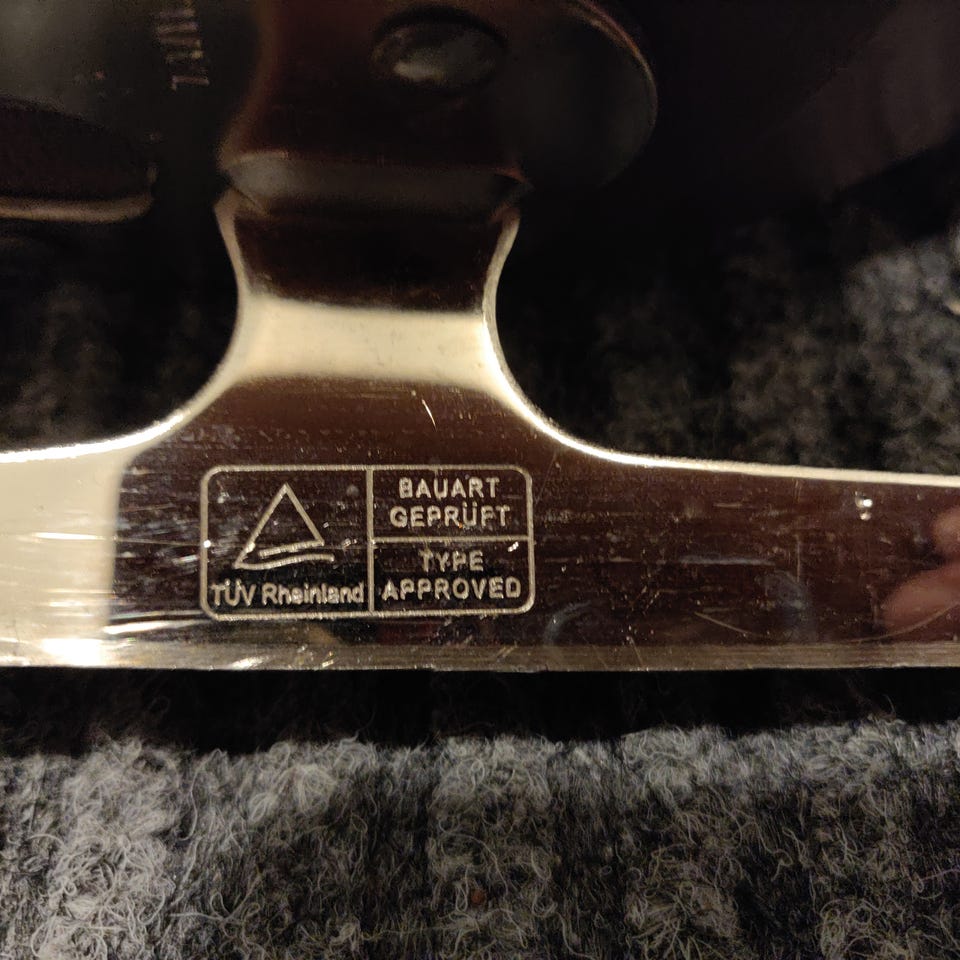 BAUART
GEPRÜFT
TÜV Rheinland
TYPE
APPROVED